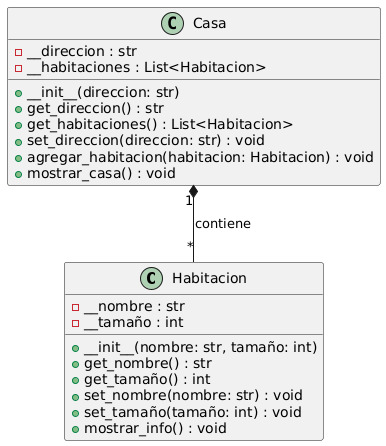 C Casa
__direccion : str
__habitaciones : List<Habitacion>
__init__(direccion: str)
get_direccion() : str
get_habitaciones() : List<Habitacion>
set_direccion(direccion: str) : void
agregar_habitacion(habitacion: Habitacion) : void
mostrar_casa() : void
1
contiene
*
C Habitacion
__nombre : str
__tamaño : int
__init__(nombre: str, tamaño: int)
get_nombre() : str
get_tamaño() : int
set_nombre(nombre: str) : void
set_tamaño(tamaño: int) : void
mostrar_info() : void